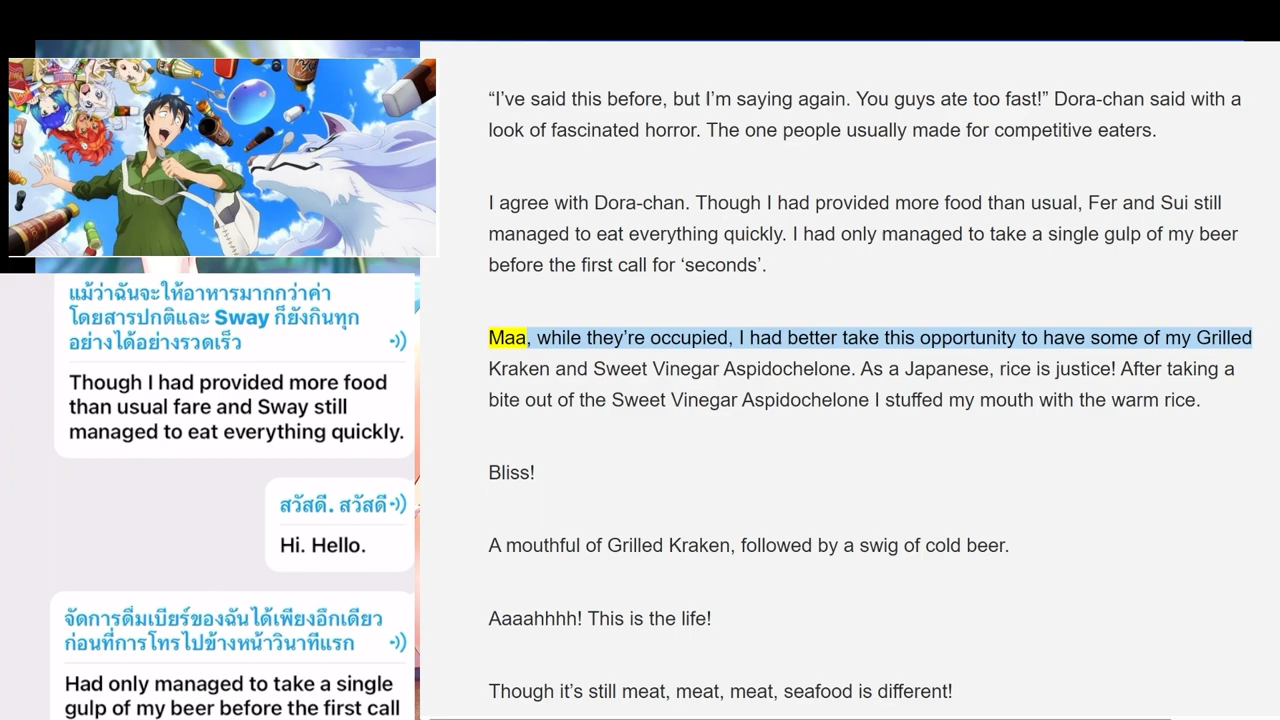 แม้ว่าฉันจะให้อาหารมากกว่าค่า
โดยสารปกติและ Sway ก็ยังกินทุก
อย่างได้อย่างรวดเร็ว
Though I had provided more food
than usual fare and Sway still
managed to eat everything quickly.
สวัสดี. สวัสดี
Hi. Hello.
จัดการดื่มเบียร์ของฉันได้เพียงอึกเดียว
ก่อนที่การโทรไปข้างหน้าวินาทีแรก
Had only managed to take a single
gulp of my beer before the first call
“I’ve said this before, but I’m saying again. You guys ate too fast!” Dora-chan said with a
look of fascinated horror. The one people usually made for competitive eaters.
I agree with Dora-chan. Though I had provided more food than usual, Fer and Sui still
managed to eat everything quickly. I had only managed to take a single gulp of my beer
before the first call for ‘seconds’.
Maa, while they’re occupied, I had better take this opportunity to have some of my Grilled
Kraken and Sweet Vinegar Aspidochelone. As a Japanese, rice is justice! After taking a
bite out of the Sweet Vinegar Aspidochelone I stuffed my mouth with the warm rice.
Bliss!
A mouthful of Grilled Kraken, followed by a swig of cold beer.
Aaaahhhh! This is the life!
Though it’s still meat, meat, meat, seafood is different!